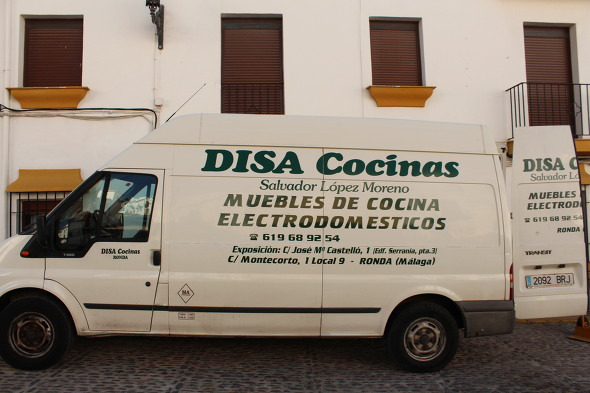 DISA Cocinas
Salvador López Moreno
MUEBLES DE COCINA
ELECTRODOMESTICOS
☎ 619 68 92 54
Exposición: C/ José Mª Castelló, 1 (Edf. Serranía, pta.3)
C/ Montecorto, 1 Local 9 - RONDA (Málaga)
DISA Cocinas
RONDA
MA
DISA C
Salvador L
MUEBLES
ELECTRODO
☎ 619 68 92 54
RONDA
TRANSIT
2092 BRJ